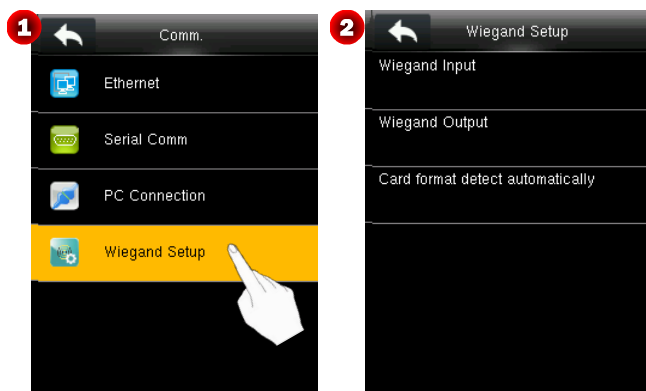 1
Comm.
Ethernet
Serial Comm
PC Connection
Wiegand Setup
2
Wiegand Setup
Wiegand Input
Wiegand Output
Card format detect automatically